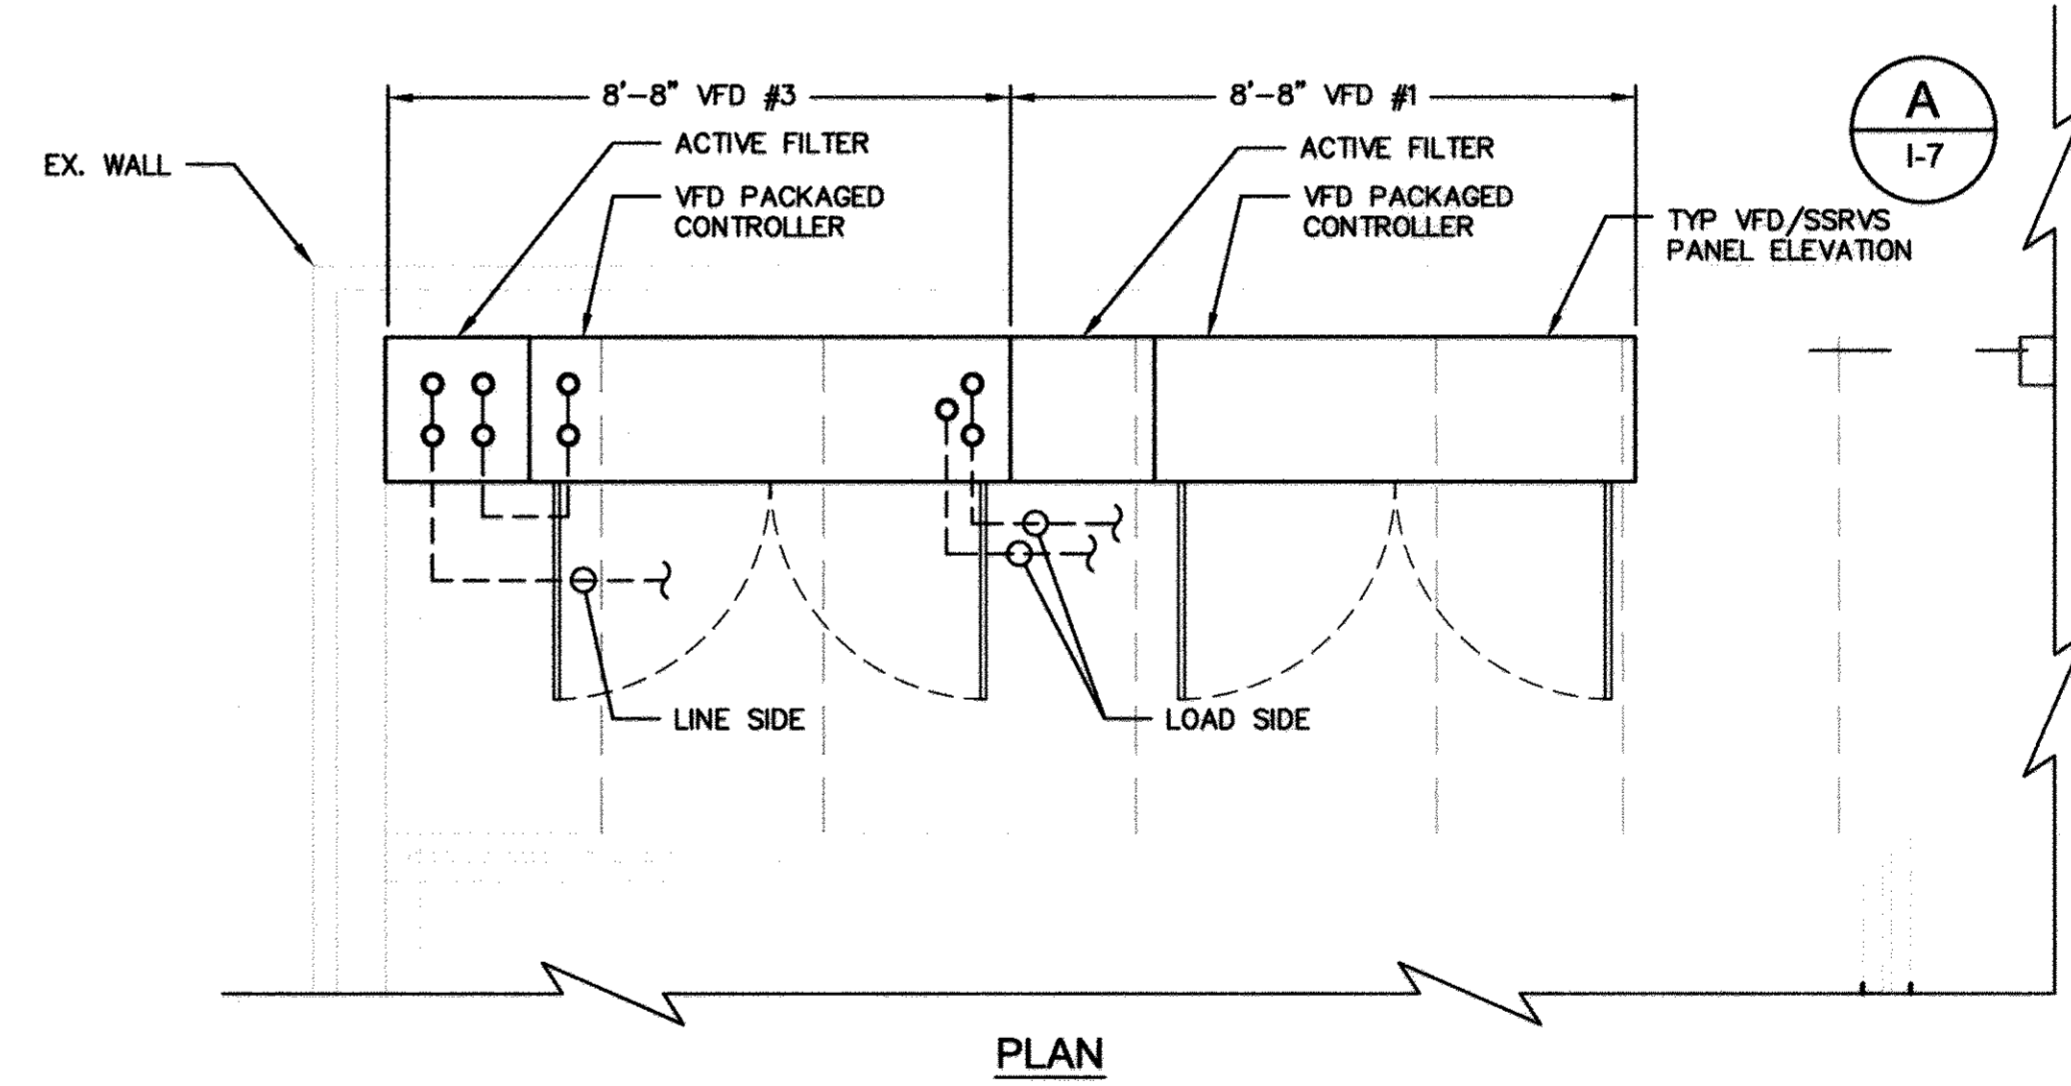 8'-8" VFD #3
8'-8" VFD #1
A
I-7
ACTIVE FILTER
ACTIVE FILTER
EX. WALL
VFD PACKAGED
CONTROLLER
VFD PACKAGED
CONTROLLER
TYP VFD/SSRVS
PANEL ELEVATION
LINE SIDE
LOAD SIDE
PLAN